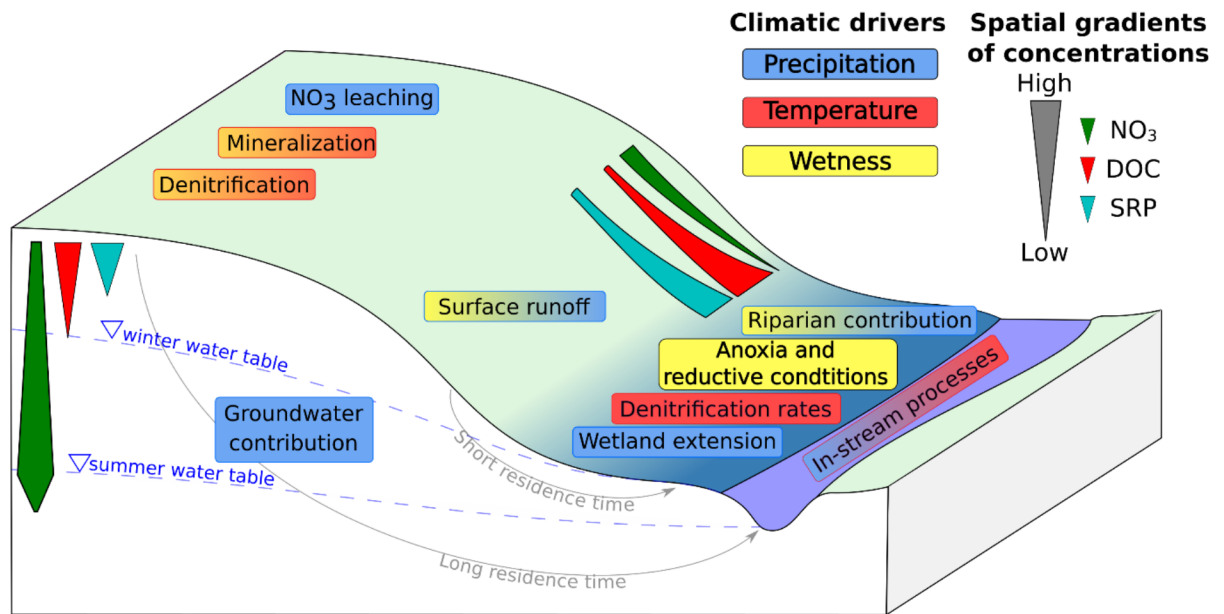 Climatic drivers
Precipitation
Temperature
Wetness
Spatial gradients
of concentrations
High
Low
NO₃
DOC
SRP
NO₃ leaching
Mineralization
Denitrification
Surface runoff
Riparian contribution
Anoxia and
reductive condtitions
Denitrification rates
Wetland extension
In-stream processes
winter water table
Groundwater
contribution
summer water table
Short residence time
Long residence time